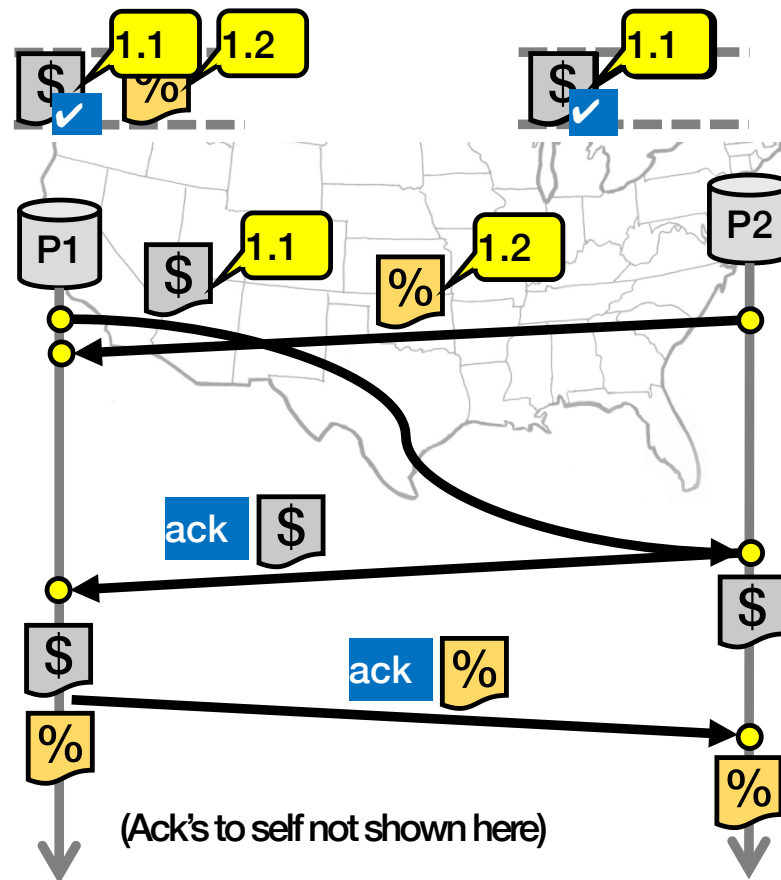 1.1 1.2 1.1
$ % $
P1 P2
1.1 1.2
$ %
ack $
$
$
ack %
% %
(Ack's to self not shown here)